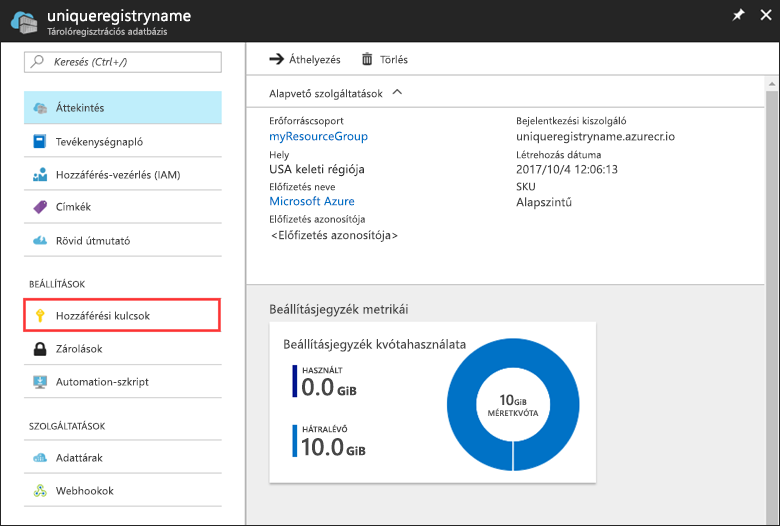 uniqueregistryname
Tárolóregisztrációs adatbázis
Keresés (Ctrl+/)
Áttekintés
Tevékenységnapló
Hozzáférés-vezérlés (IAM)
Címkék
Rövid útmutató
BEÁLLÍTÁSOK
Hozzáférési kulcsok
Zárolások
Automation-szkript
SZOLGÁLTATÁSOK
Adattárak
Webhookok
Áthelyezés
Törlés
Alapvető szolgáltatások
Erőforráscsoport
myResourceGroup
Hely
USA keleti régiója
Előfizetés neve
Microsoft Azure
Előfizetés azonosítója
<Előfizetés azonosítója>
Bejelentkezési kiszolgáló
uniqueregistryname.azurecr.io
Létrehozás dátuma
2017/10/4 12:06:13
SKU
Alapszintű
Beállításjegyzék metrikái
Beállításjegyzék kvótahasználata
HASZNÁLT
0.0 GiB
HÁTRALÉVŐ
10.0 GiB
10 GiB
MÉRETKVÓTA